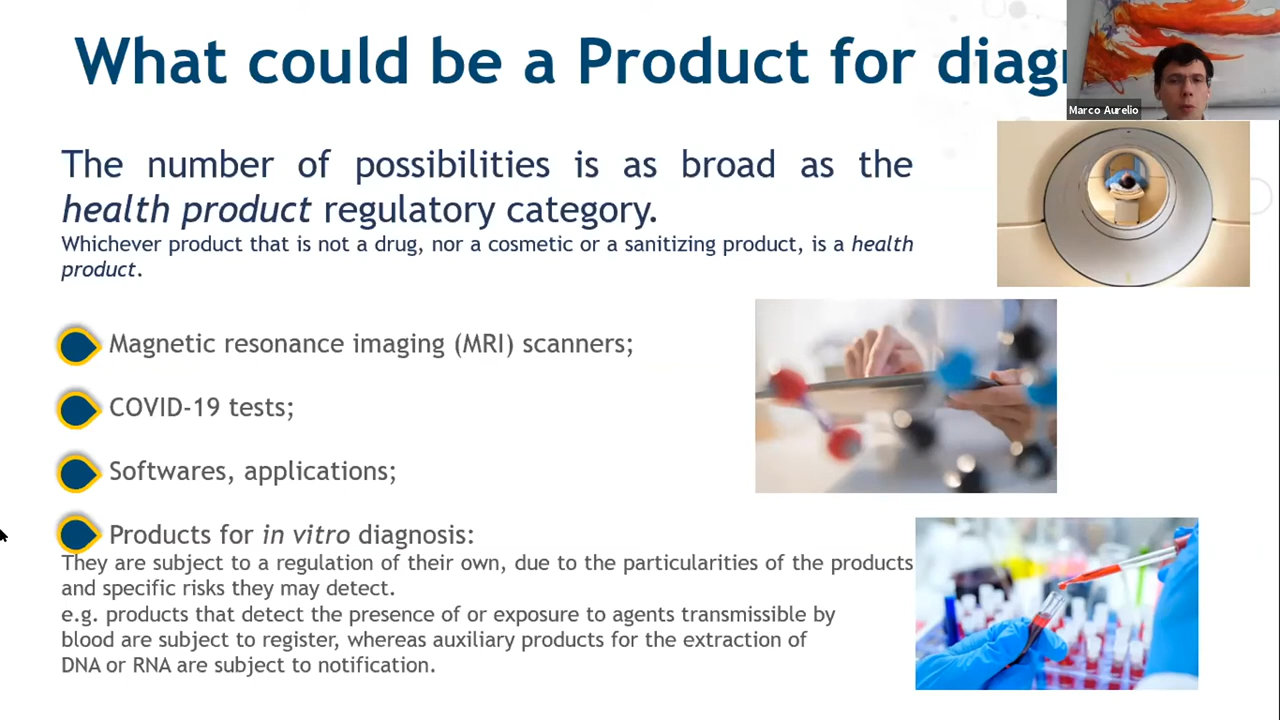 What could be a Product for diag
Marco Aurelio
The number of possibilities is as broad as the
health product regulatory category.
Whichever product that is not a drug, nor a cosmetic or a sanitizing product, is a health
product.
Magnetic resonance imaging (MRI) scanners;
COVID-19 tests;
Softwares, applications;
Products for in vitro diagnosis:
They are subject to a regulation of their own, due to the particularities of the products
and specific risks they may detect.
e.g. products that detect the presence of or exposure to agents transmissible by
blood are subject to register, whereas auxiliary products for the extraction of
DNA or RNA are subject to notification.